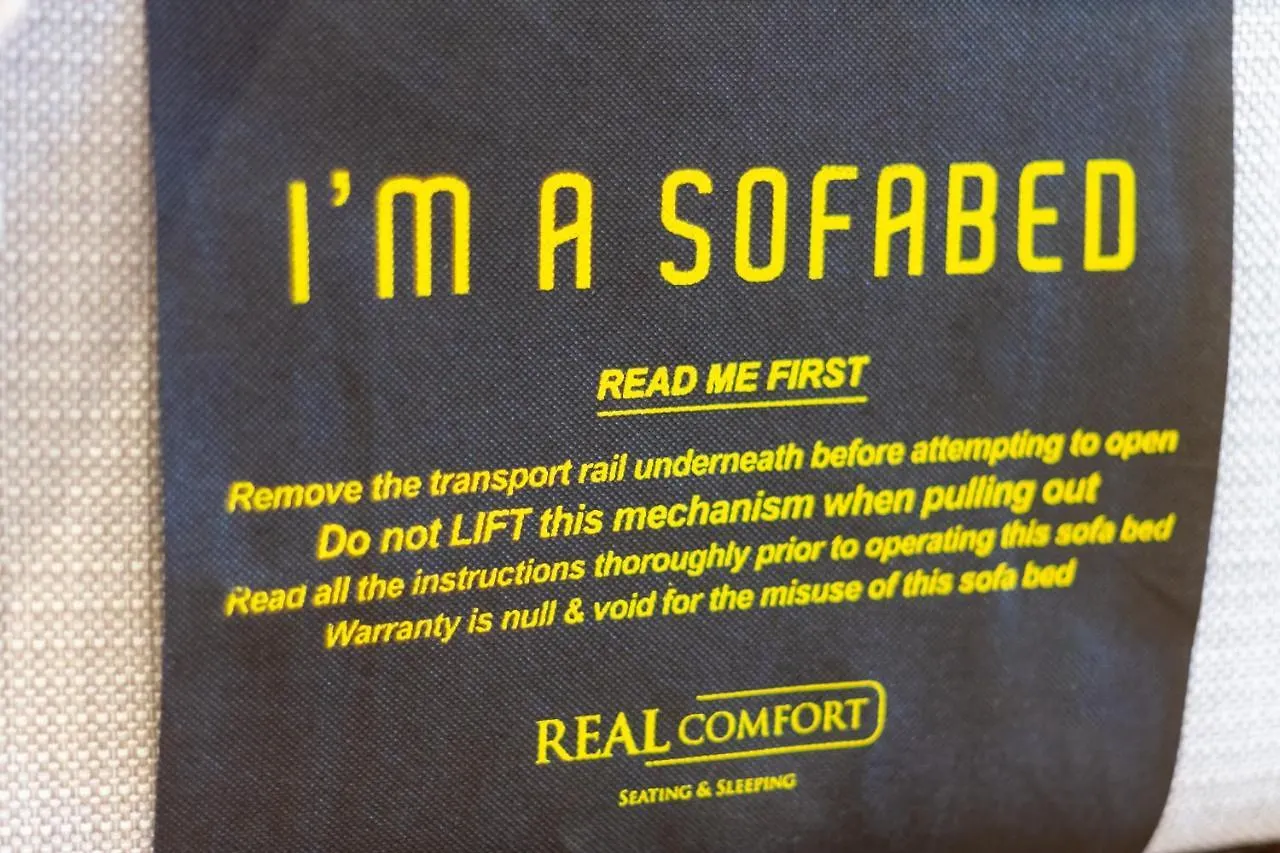 I'M A SOFABED
READ ME FIRST
Remove the transport rail underneath before attempting to open
Do not LIFT this mechanism when pulling out
Read all the instructions thoroughly prior to operating this sofa bed
Warranty is null & void for the misuse of this sofa bed
REAL COMFORT
SEATING & SLEEPING